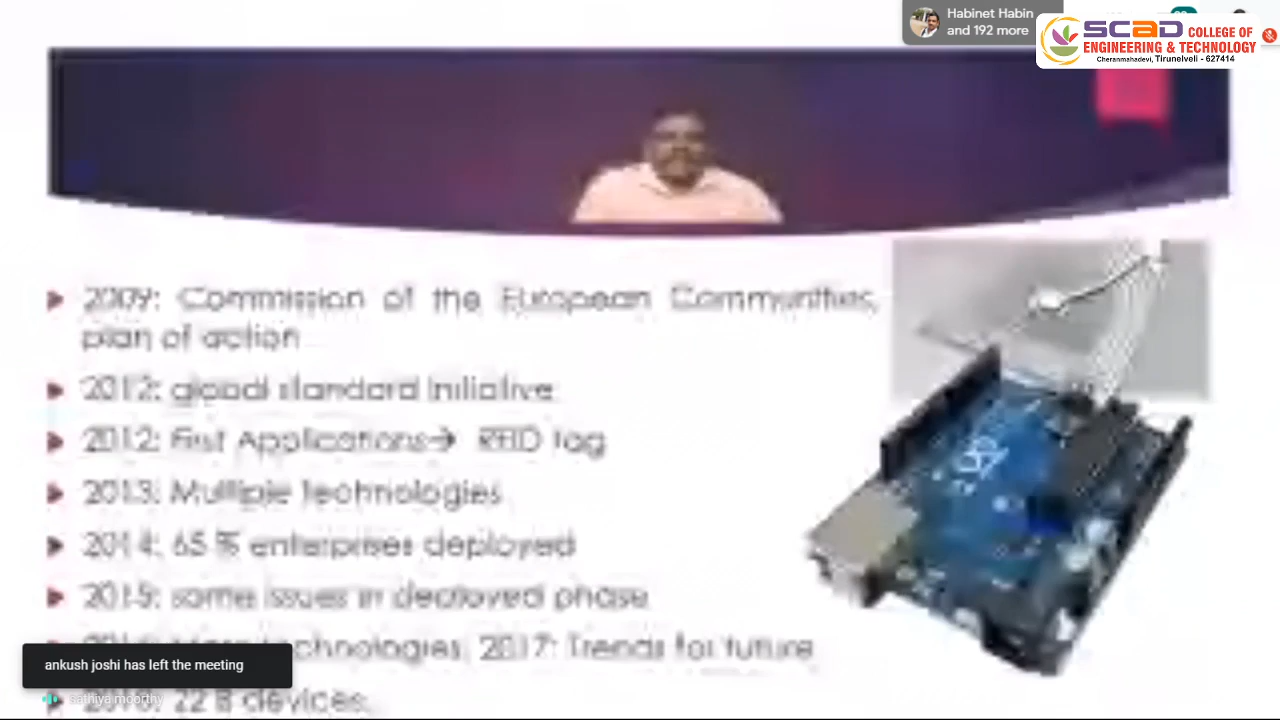 Habinet Habin
and 192 more
SCAD COLLEGE OF
ENGINEERING & TECHNOLOGY
Cheranmahadevi, Tirunelveli - 627414
2009: Commission of the European Communities,
plan of action
2012: global standard initiative
2012: First Applications→ RFID tag
2013: Multiple technologies
2014: 65 % enterprises deployed
2015: some issues in deployed phase
technologies, 2017: Trends for future
ankush joshi has left the meeting
sathiya moorthy
22 B devices.